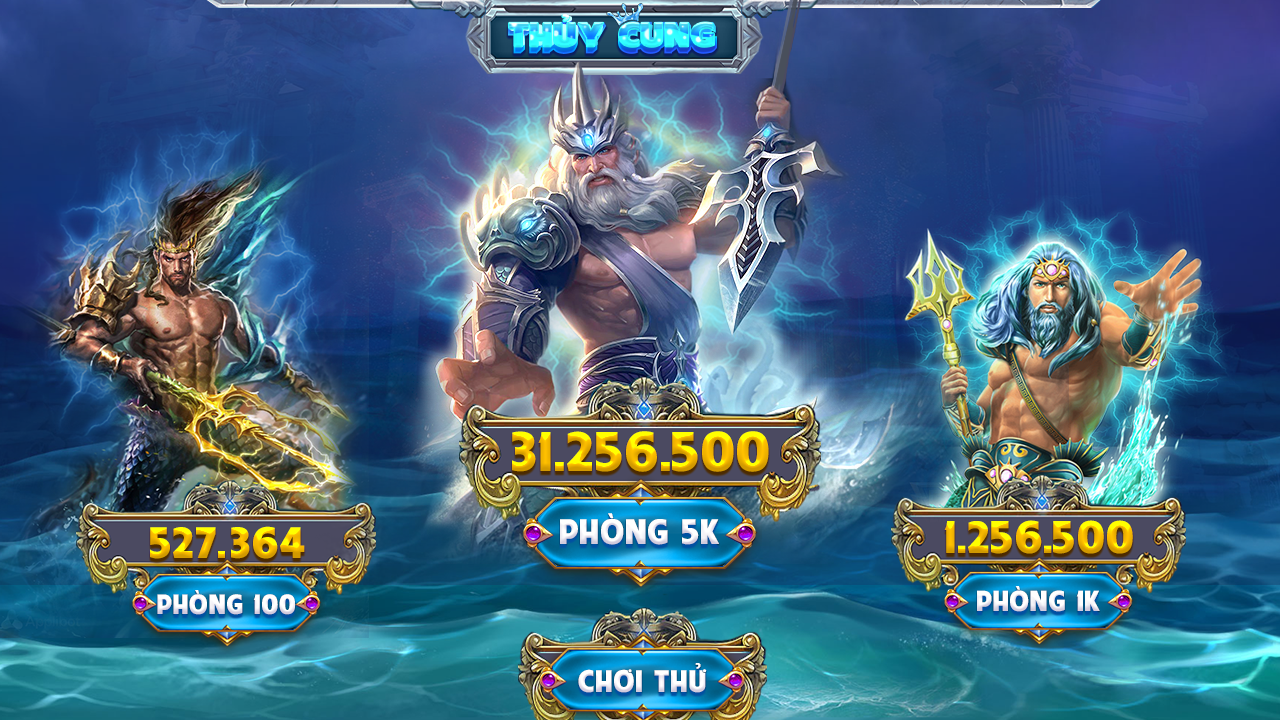 THỦY CUNG
31.256.500
PHÒNG 5K
527.364
PHÒNG 100
1.256.500
PHÒNG 1K
CHƠI THỬ